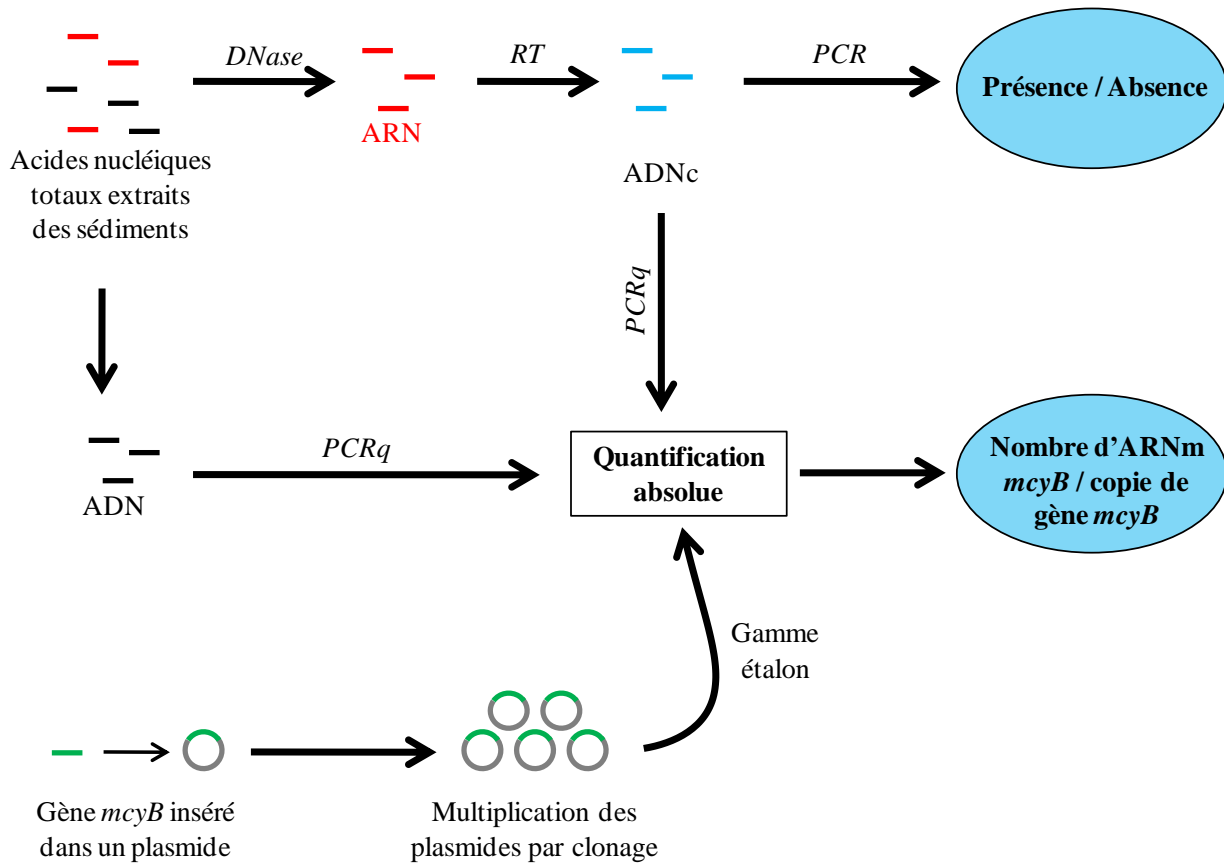 DNase
RT
PCR
Présence / Absence
ARN
Acides nucléiques
totaux extraits
des sédiments
ADNc
PCRq
ADN
PCRq
Quantification
absolue
Nombre d’ARNm
mcyB / copie de
gène mcyB
Gamme
étalon
Gène mcyB inséré
dans un plasmide
Multiplication des
plasmides par clonage